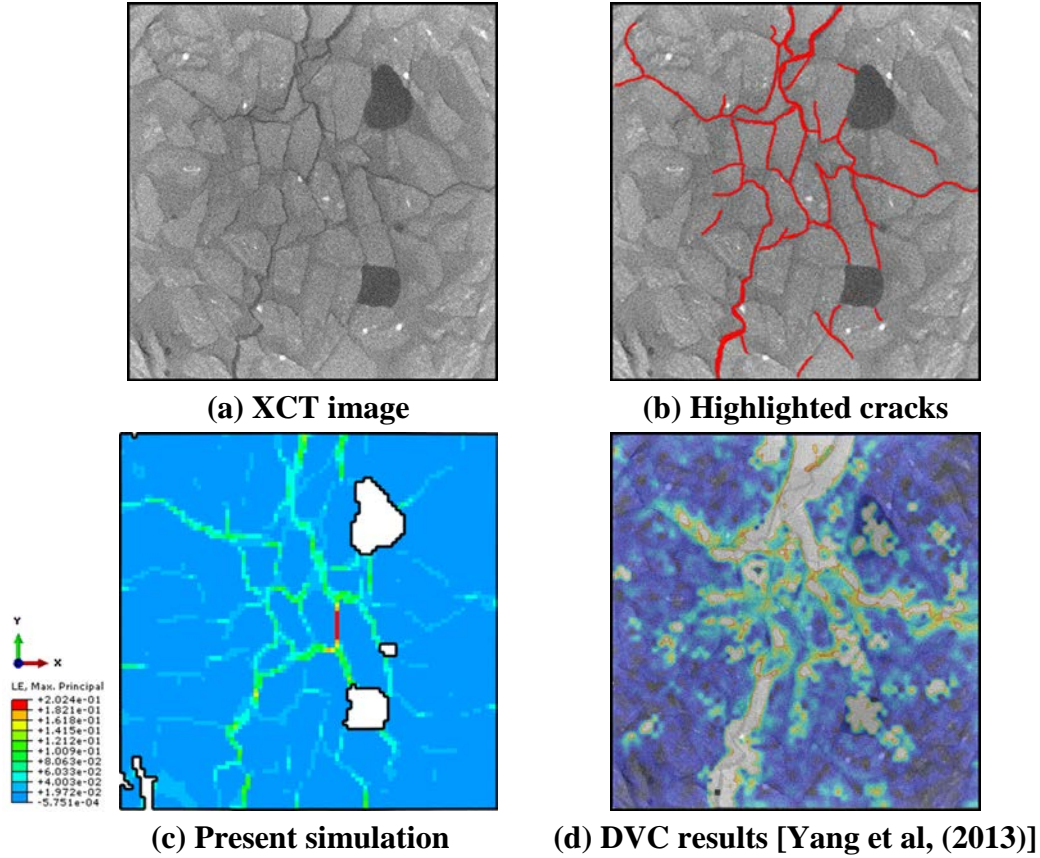 (a) XCT image
(b) Highlighted cracks
Y
X
LE, Max. Principal
+2.024e-01
+1.821e-01
+1.618e-01
+1.415e-01
+1.212e-01
+1.009e-01
+8.063e-02
+6.033e-02
+4.003e-02
+1.972e-02
-5.751e-04
(c) Present simulation
(d) DVC results [Yang et al, (2013)]